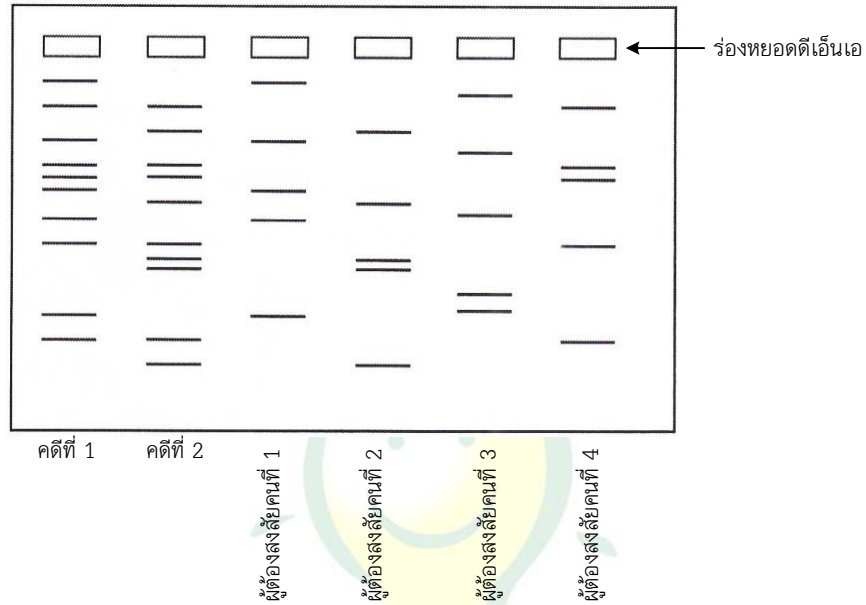 ร่องหยอดดีเอ็นเอ
คดีที่ 1
คดีที่ 2
ผู้ต้องสงสัยคนที่ 1
ผู้ต้องสงสัยคนที่ 2
ผู้ต้องสงสัยคนที่ 3
ผู้ต้องสงสัยคนที่ 4